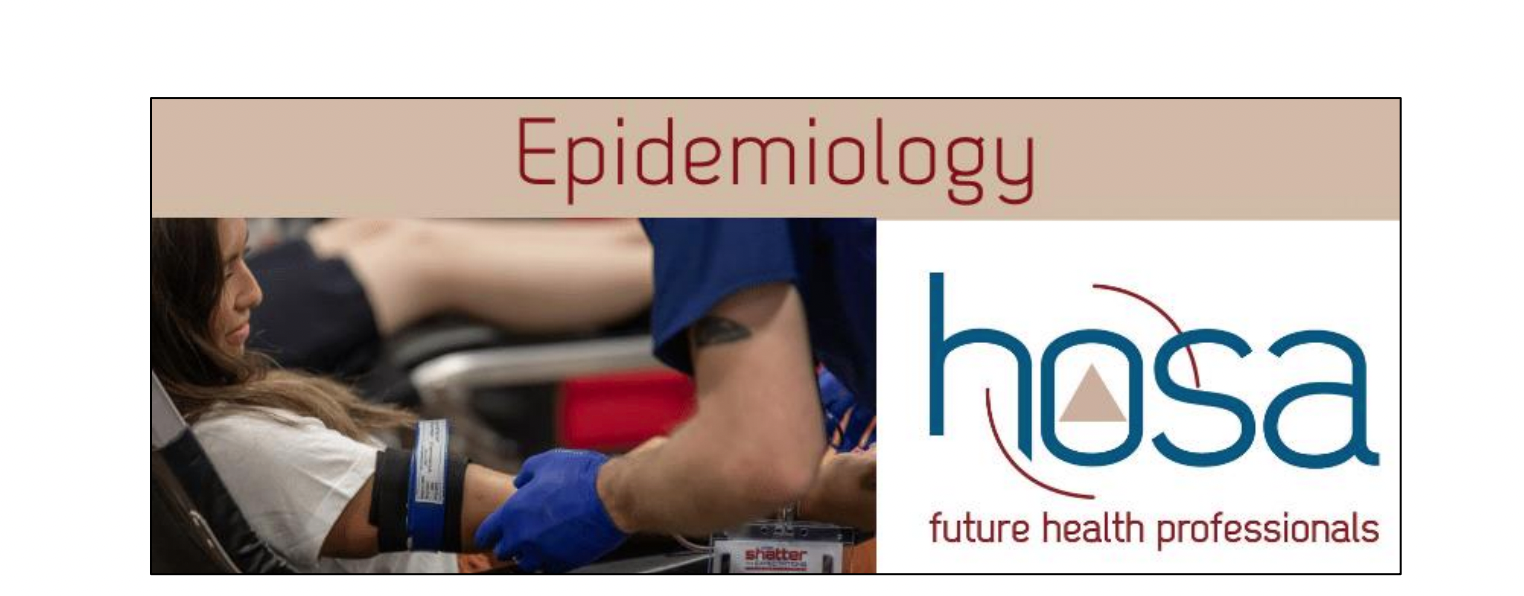 Epidemiology
hosa
future health professionals
shatter